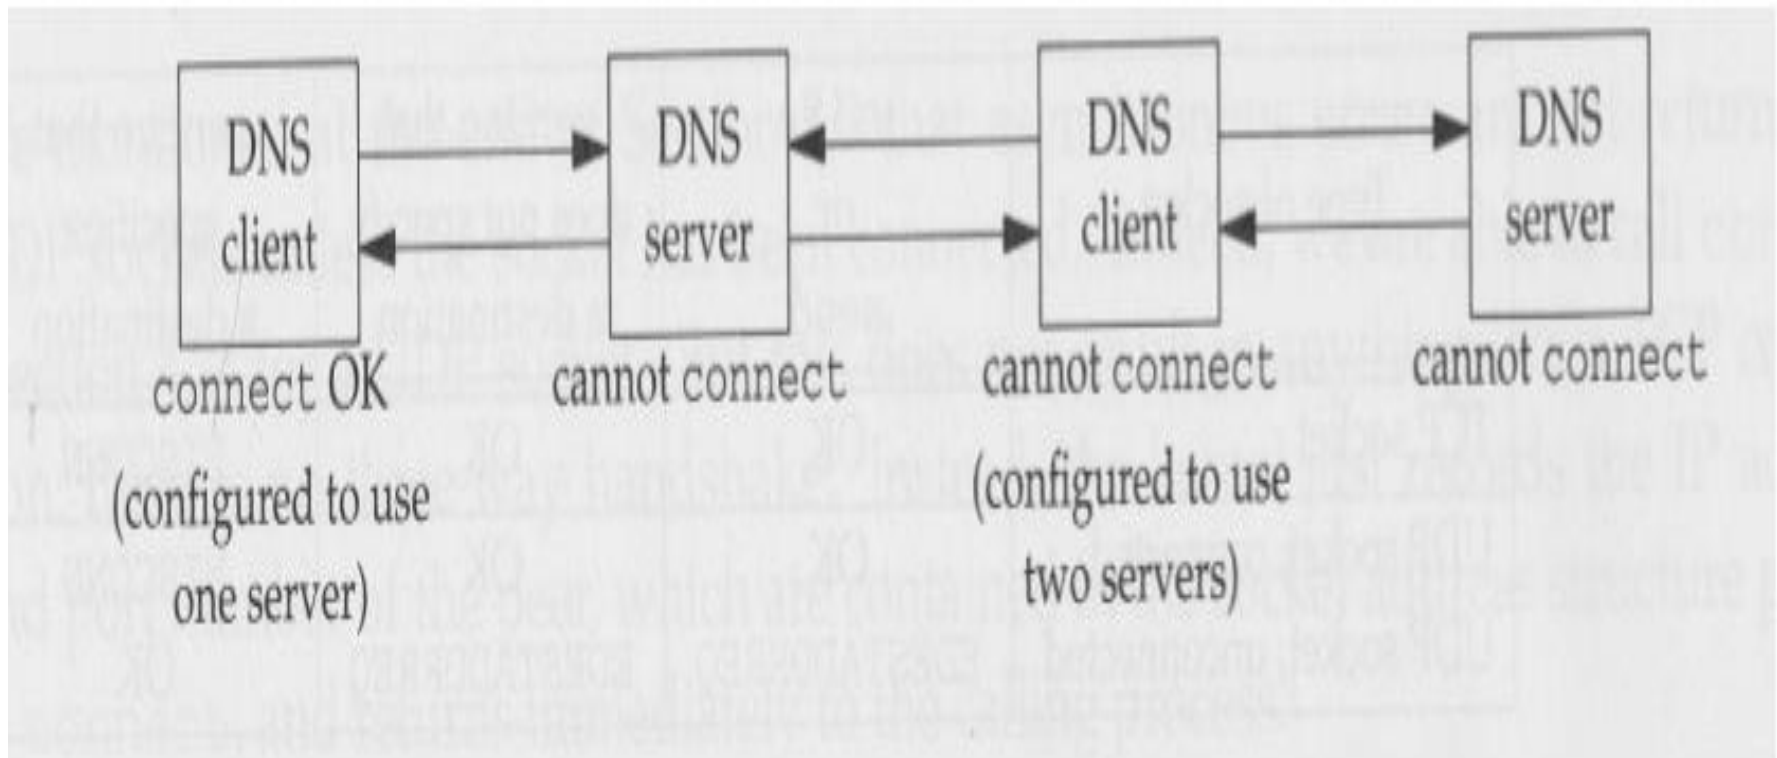 DNS
client
DNS
server
DNS
client
DNS
server
connect OK
cannot connect
cannot connect
cannot connect
(configured to use
one server)
(configured to use
two servers)